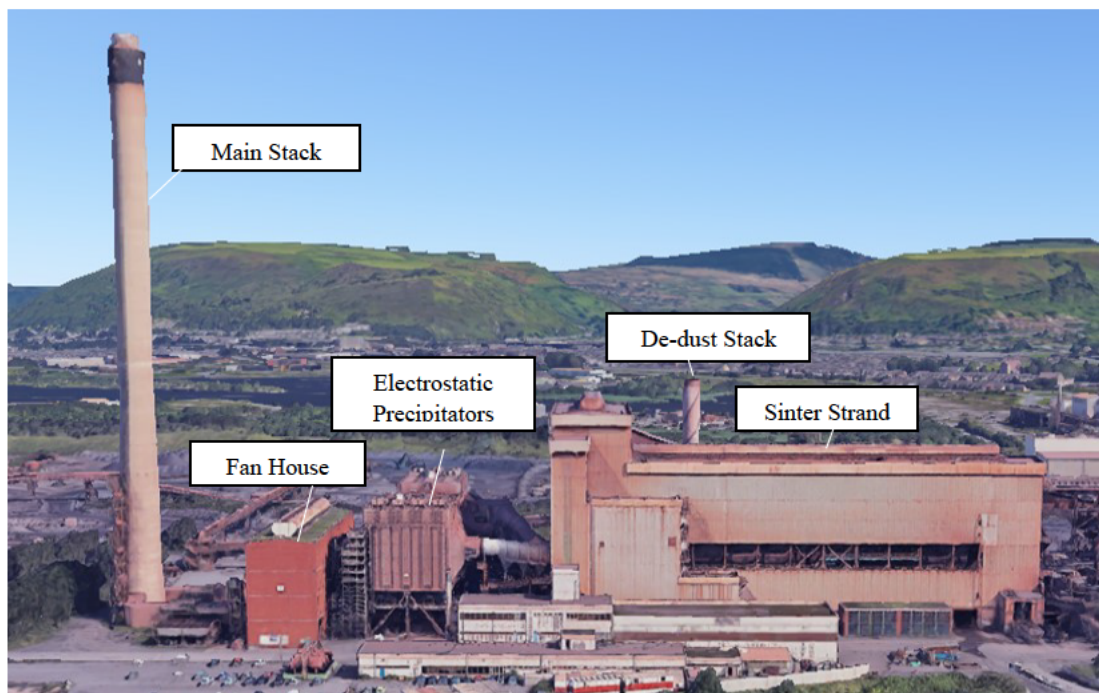 Main Stack
De-dust Stack
Electrostatic
Precipitators
Sinter Strand
Fan House